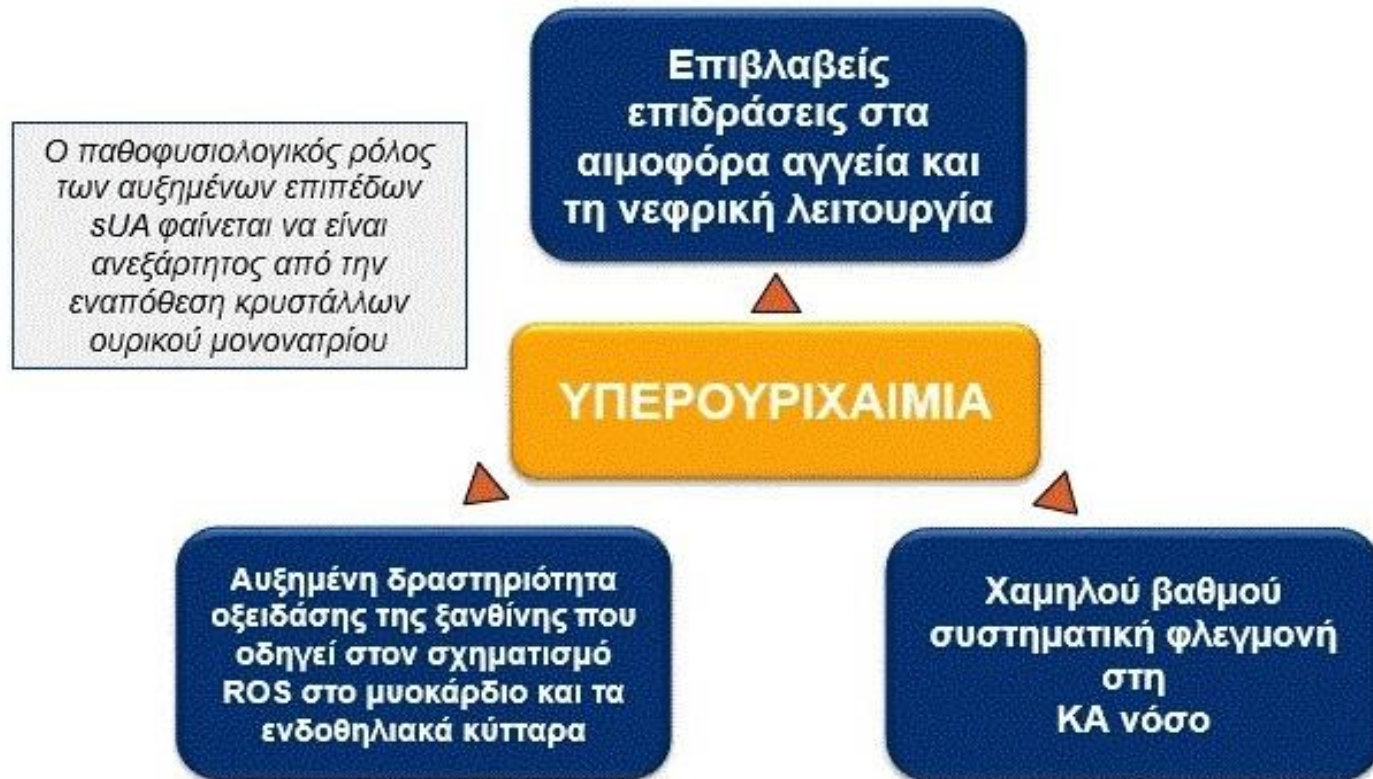 Επιβλαβείς
επιδράσεις στα
αιμοφόρα αγγεία και
τη νεφρική λειτουργία
Ο παθοφυσιολογικός ρόλος
των αυξημένων επιπέδων
sUA φαίνεται να είναι
ανεξάρτητος από την
εναπόθεση κρυστάλλων
ουρικού μονονατρίου
ΥΠΕΡΟΥΡΙΧΑΙΜΙΑ
Αυξημένη δραστηριότητα
οξειδάσης της ξανθίνης που
οδηγεί στον σχηματισμό
ROS στο μυοκάρδιο και τα
ενδοθηλιακά κύτταρα
Χαμηλού βαθμού
συστηματική φλεγμονή
στη
ΚΑ νόσο